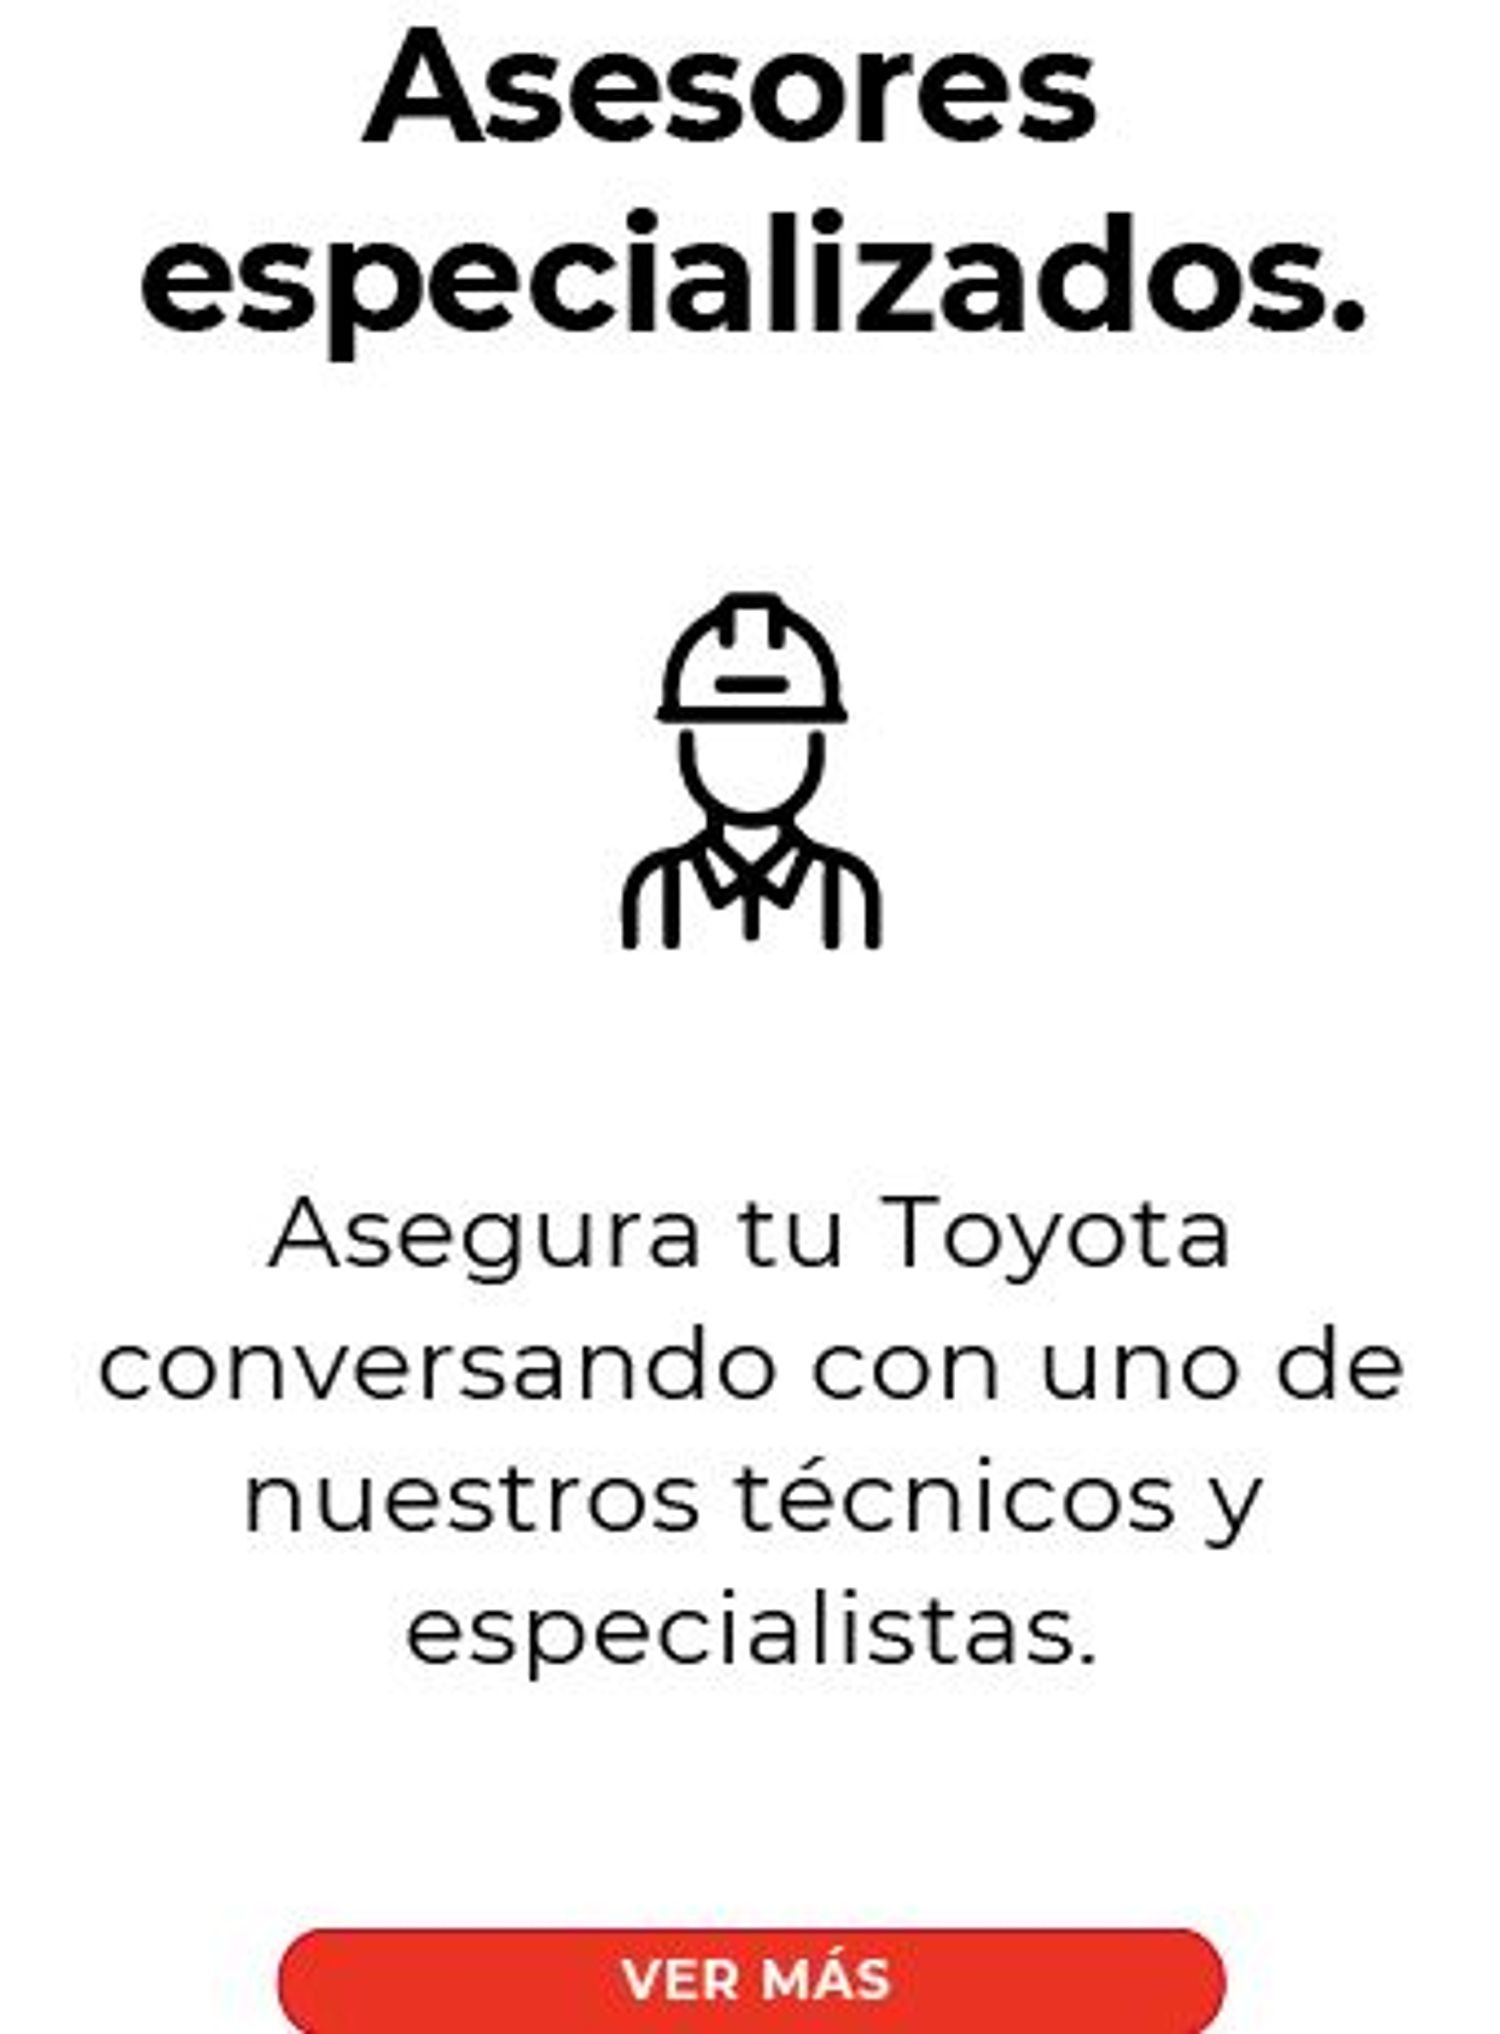 Asesores
especializados.
Asegura tu Toyota
conversando con uno de
nuestros técnicos y
especialistas.
VER MÁS